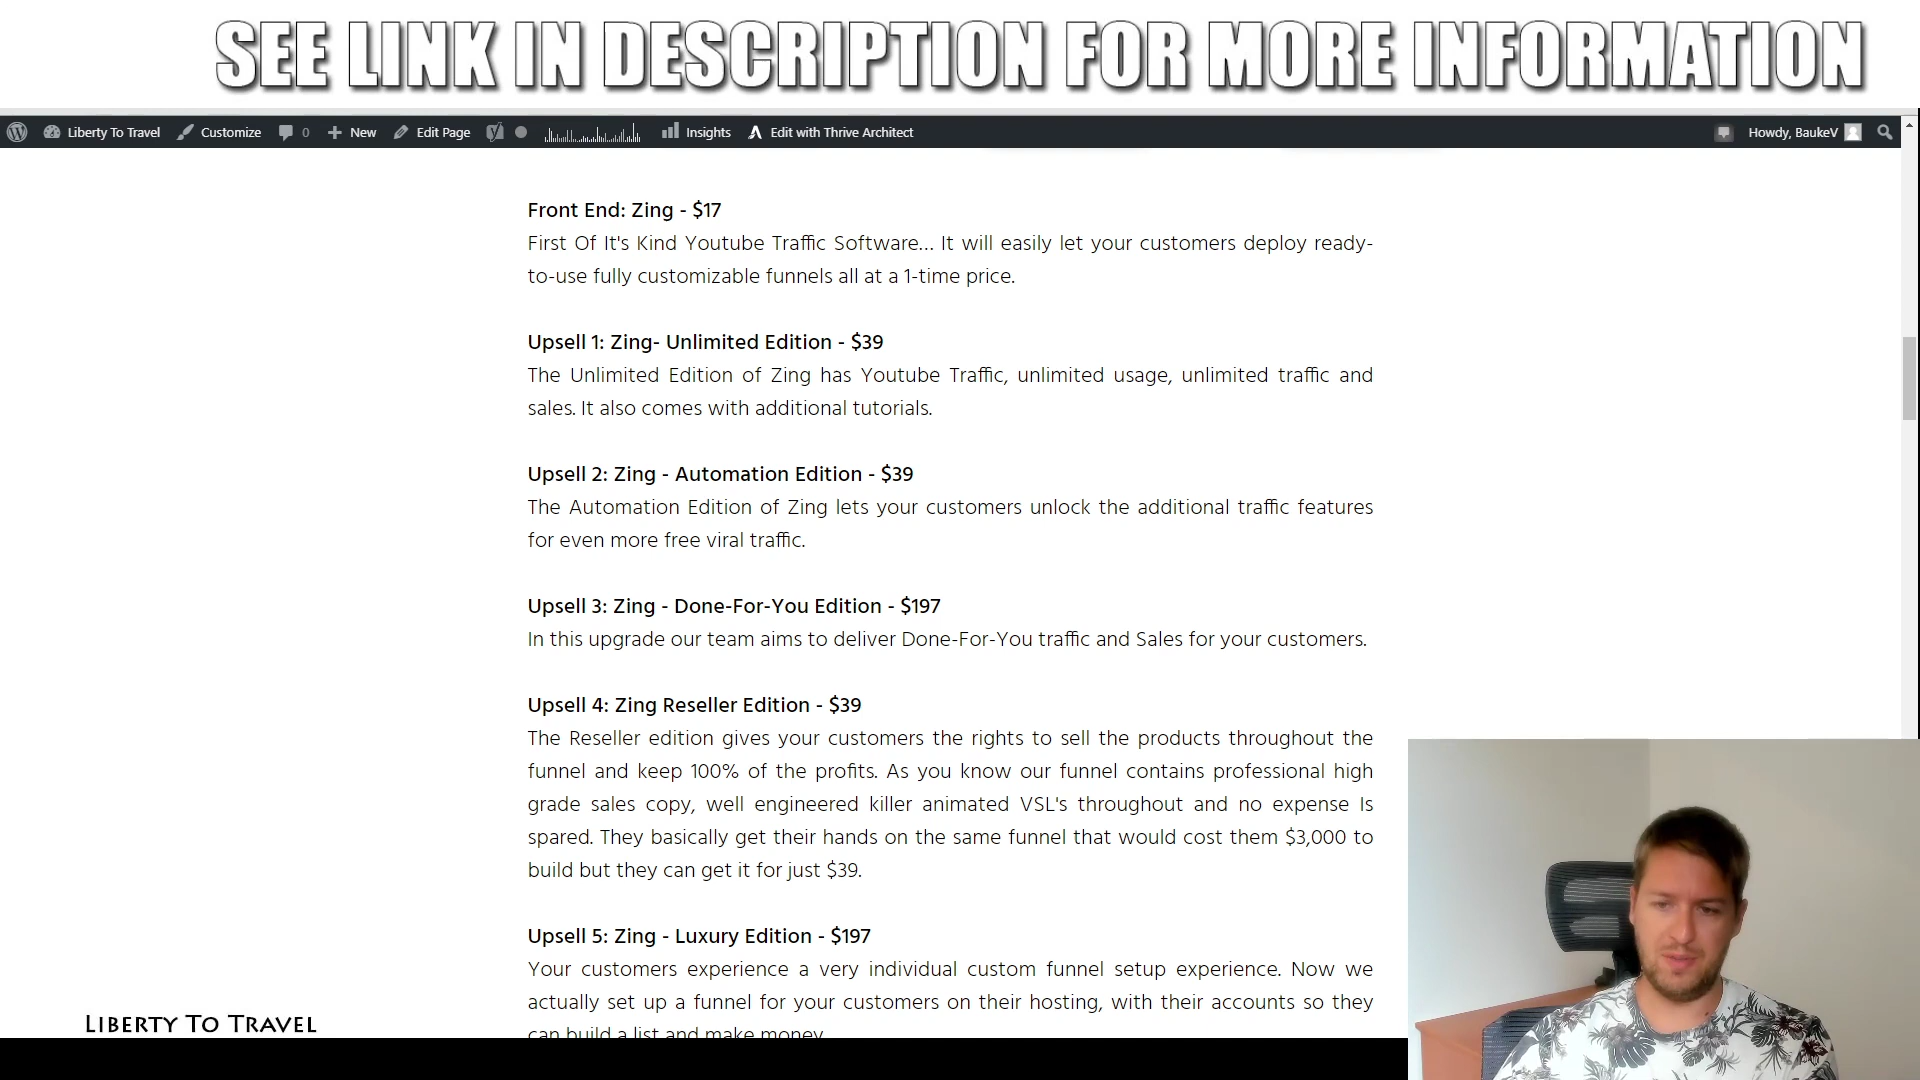 SEE LINK IN DESCRIPTION FOR MORE INFORMATION
Liberty To Travel Customize 0 New Edit Page Insights Edit with Thrive Architect Howdy, BaukeV
Front End: Zing - $17
First Of It's Kind Youtube Traffic Software... It will easily let your customers deploy ready-
to-use fully customizable funnels all at a 1-time price.
Upsell 1: Zing- Unlimited Edition - $39
The Unlimited Edition of Zing has Youtube Traffic, unlimited usage, unlimited traffic and
sales. It also comes with additional tutorials.
Upsell 2: Zing - Automation Edition - $39
The Automation Edition of Zing lets your customers unlock the additional traffic features
for even more free viral traffic.
Upsell 3: Zing - Done-For-You Edition - $197
In this upgrade our team aims to deliver Done-For-You traffic and Sales for your customers.
Upsell 4: Zing Reseller Edition - $39
The Reseller edition gives your customers the rights to sell the products throughout the
funnel and keep 100% of the profits. As you know our funnel contains professional high
grade sales copy, well engineered killer animated VSL's throughout and no expense Is
spared. They basically get their hands on the same funnel that would cost them $3,000 to
build but they can get it for just $39.
Upsell 5: Zing - Luxury Edition - $197
Your customers experience a very individual custom funnel setup experience. Now we
actually set up a funnel for your customers on their hosting, with their accounts so they
can build a list and make money
LIBERTY TO TRAVEL